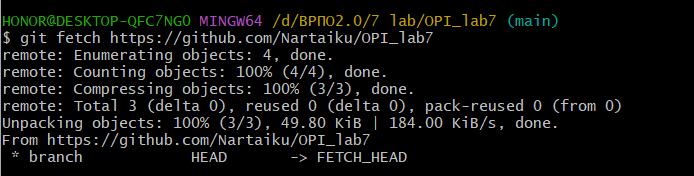 HONOR@DESKTOP-QFC7NG0 MINGW64 /d/ВРПО2.0/7 lab/OPI_lab7 (main)
$ git fetch https://github.com/Nartaiku/OPI_lab7
remote: Enumerating objects: 4, done.
remote: Counting objects: 100% (4/4), done.
remote: Compressing objects: 100% (3/3), done.
remote: Total 3 (delta 0), reused 0 (delta 0), pack-reused 0 (from 0)
Unpacking objects: 100% (3/3), 49.80 KiB | 184.00 KiB/s, done.
From https://github.com/Nartaiku/OPI_lab7
 * branch            HEAD       -> FETCH_HEAD